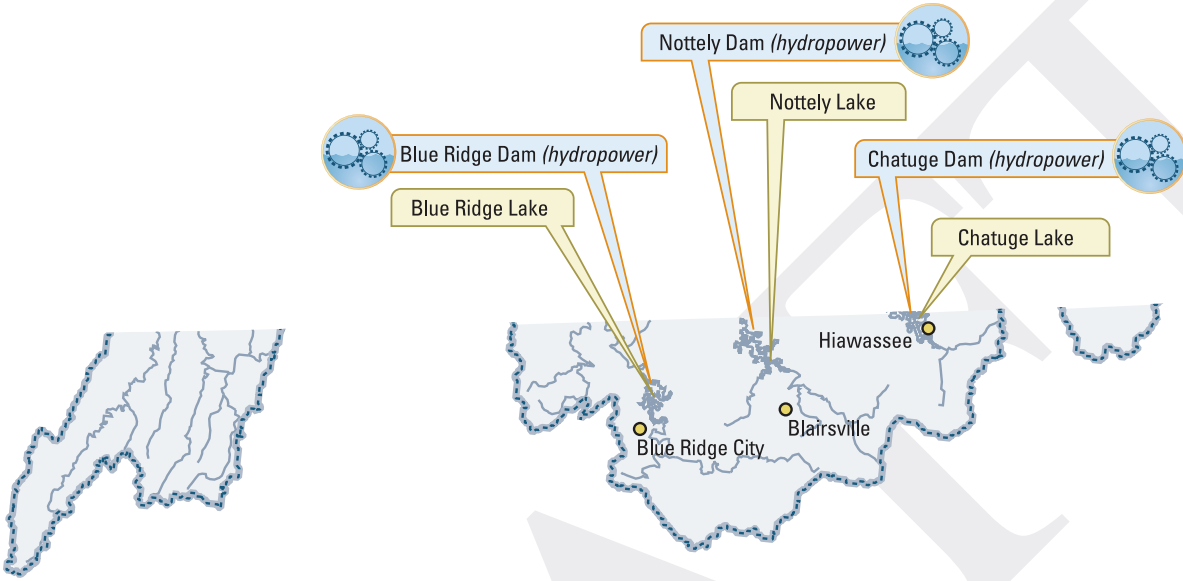 Nottely Dam (hydropower)
Nottely Lake
Blue Ridge Dam (hydropower)
Chatuge Dam (hydropower)
Blue Ridge Lake
Chatuge Lake
Hiawassee
Blairsville
Blue Ridge City